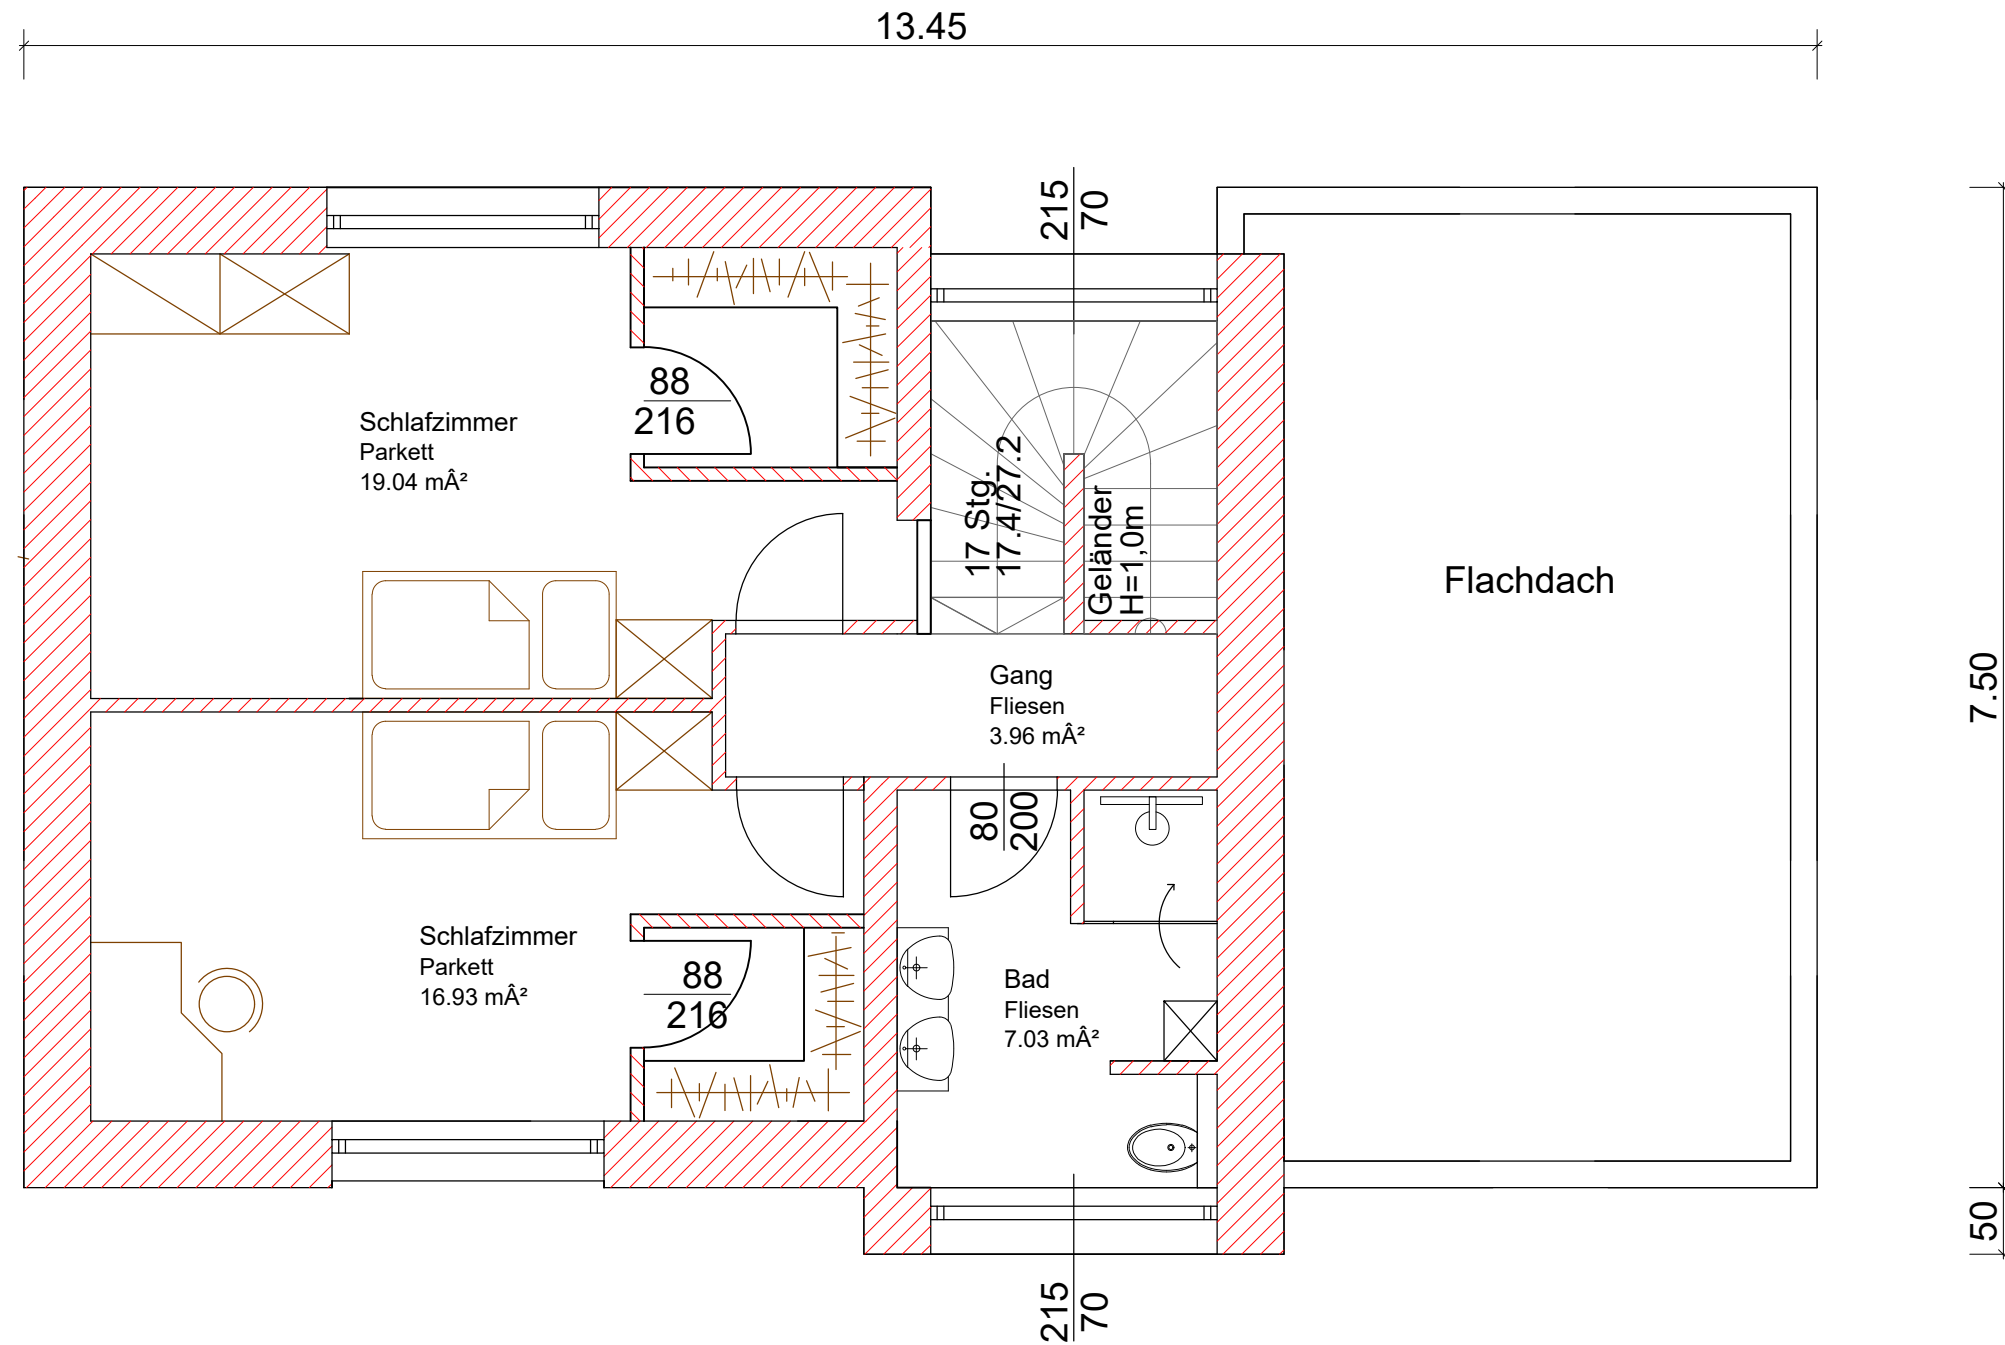 13.45
215
70
88
216
Schlafzimmer
Parkett
19.04 mÂ²
17 Stg.
17.4/27.2
Geländer
H=1,0m
Flachdach
Gang
Fliesen
3.96 mÂ²
7.50
80
200
Schlafzimmer
Parkett
16.93 mÂ²
88
216
Bad
Fliesen
7.03 mÂ²
50
215
70